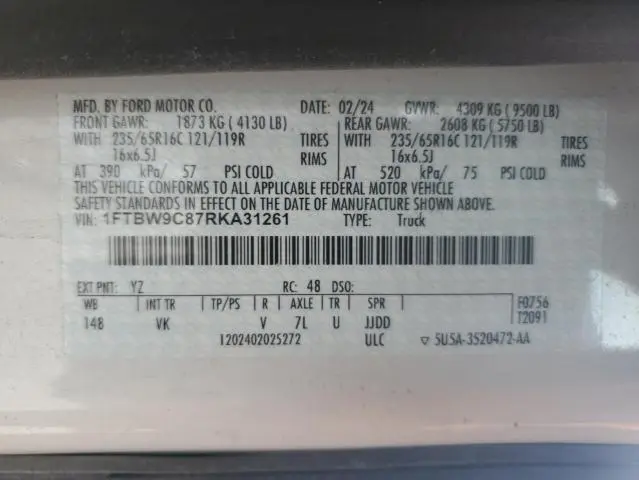 MFD. BY FORD MOTOR CO. DATE: 02/24 GVWR: 4309 KG ( 9500 LB)
FRONT GAWR: 1873 KG ( 4130 LB) REAR GAWR: 2608 KG ( 5750 LB)
WITH 235/65R16C 121/119R TIRES WITH 235/65R16C 121/119R TIRES
16x6.5J RIMS 16x6.5J RIMS
AT 390 kPa/ 57 PSI COLD AT 520 kPa/ 75 PSI COLD
THIS VEHICLE CONFORMS TO ALL APPLICABLE FEDERAL MOTOR VEHICLE
SAFETY STANDARDS IN EFFECT ON THE DATE OF MANUFACTURE SHOWN ABOVE.
VIN: 1FTBW9C87RKA31261 TYPE: Truck
EXT PNT: YZ RC: 48 DSO:
WB INT TR TP/PS R AXLE TR SPR F0756
148 VK V 7L U JJDD T2091
1202402025272 ULC ▽ 5U5A-3520472-AA